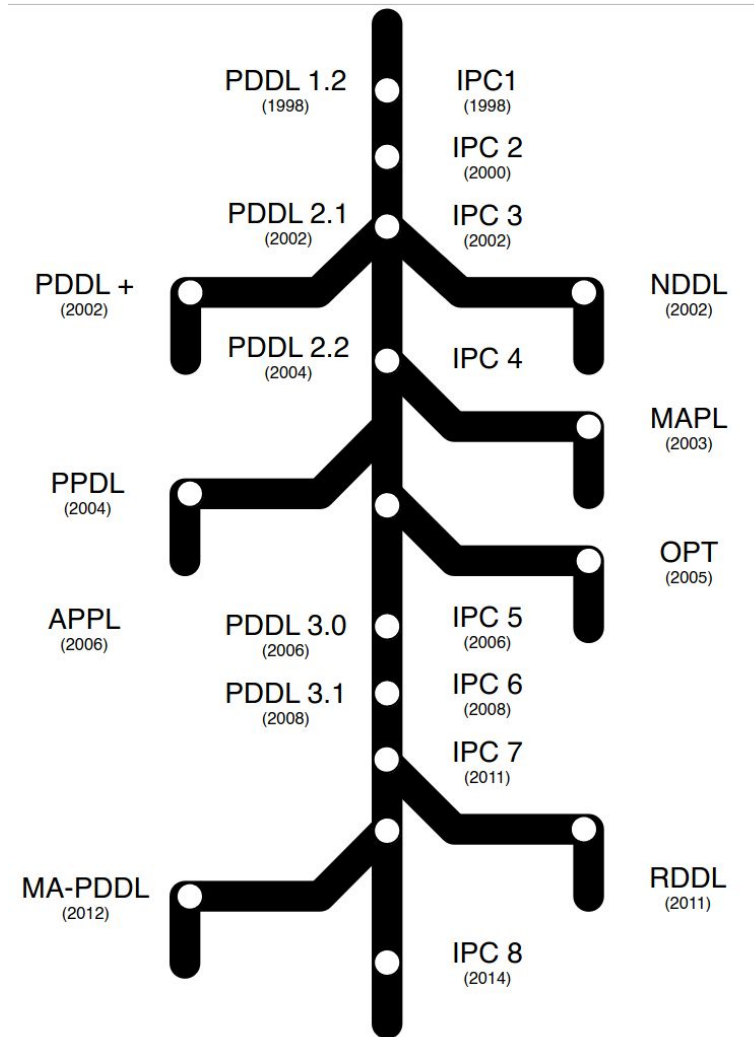 PDDL 1.2
(1998)
IPC1
(1998)
IPC 2
(2000)
PDDL 2.1
(2002)
IPC 3
(2002)
PDDL +
(2002)
NDDL
(2002)
PDDL 2.2
(2004)
IPC 4
MAPL
(2003)
PPDL
(2004)
OPT
(2005)
APPL
(2006)
PDDL 3.0
(2006)
IPC 5
(2006)
PDDL 3.1
(2008)
IPC 6
(2008)
IPC 7
(2011)
MA-PDDL
(2012)
RDDL
(2011)
IPC 8
(2014)